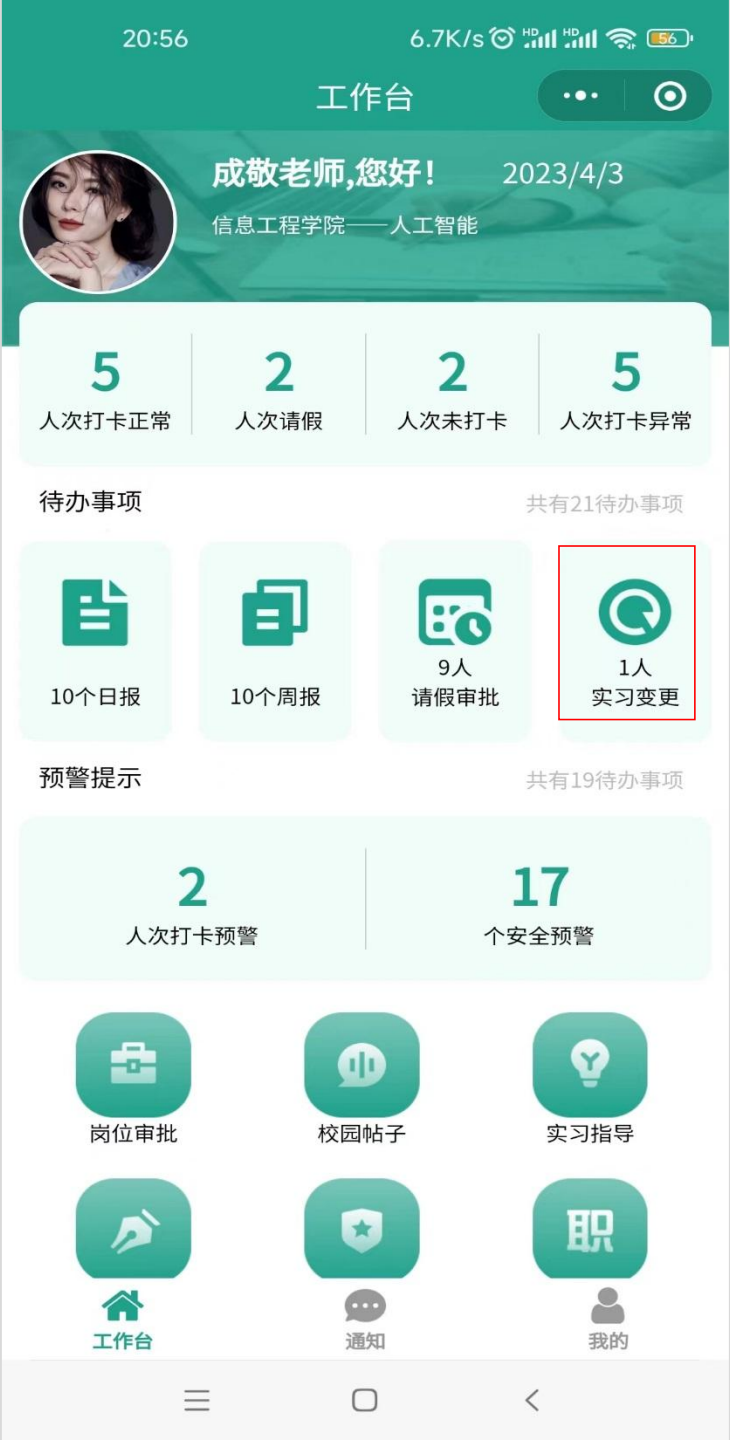 20:56
6.7K/s HD HD 56
工作台
成敬老师,您好！ 2023/4/3
信息工程学院——人工智能
5 2 2 5
人次打卡正常 人次请假 人次未打卡 人次打卡异常
待办事项 共有21待办事项
9人 1人
10个日报 10个周报 请假审批 实习变更
预警提示 共有19待办事项
2 17
人次打卡预警 个安全预警
岗位审批 校园帖子 实习指导
职
工作台 通知 我的